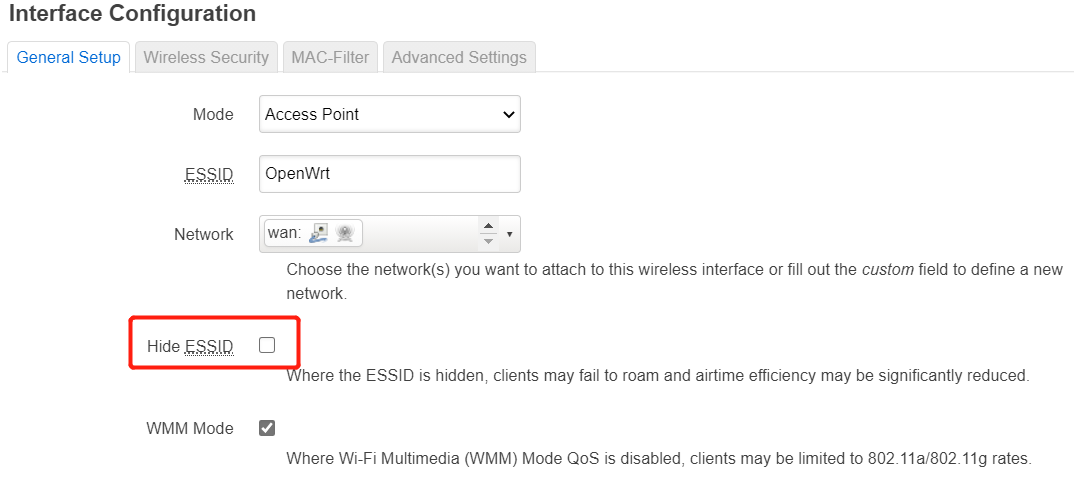 Interface Configuration
General Setup Wireless Security MAC-Filter Advanced Settings
Mode Access Point
ESSID OpenWrt
Network wan:
Choose the network(s) you want to attach to this wireless interface or fill out the custom field to define a new
network.
Hide ESSID
Where the ESSID is hidden, clients may fail to roam and airtime efficiency may be significantly reduced.
WMM Mode
Where Wi-Fi Multimedia (WMM) Mode QoS is disabled, clients may be limited to 802.11a/802.11g rates.